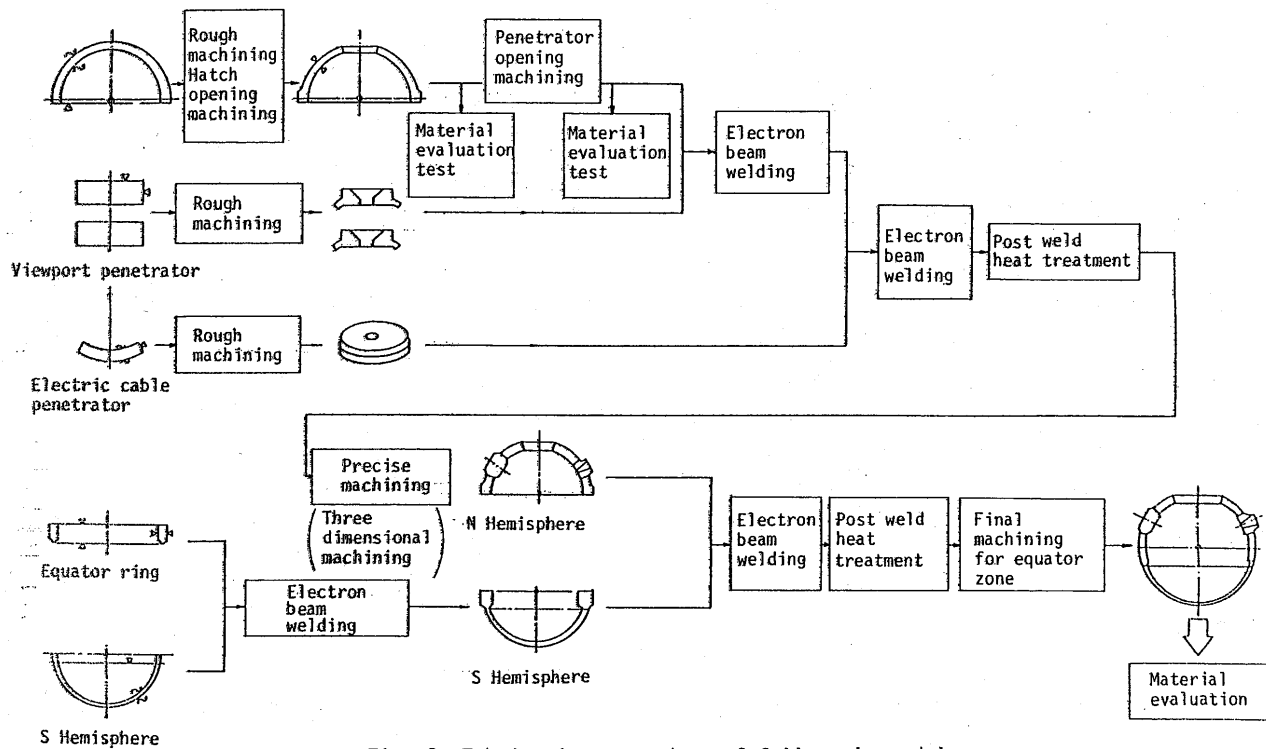 Rough
machining
Hatch
opening
machining
Penetrator
opening
machining
Material
evaluation
test
Material
evaluation
test
Electron
beam
welding
Rough
machining
Viewport penetrator
Electron
beam
welding
Post weld
heat treatment
Rough
machining
Electric cable
penetrator
Precise
machining
(Three
dimensional
machining)
N Hemisphere
Equator ring
Electron
beam
welding
S Hemisphere
S Hemisphere
Electron
beam
welding
Post weld
heat
treatment
Final
machining
for equator
zone
Material
evaluation